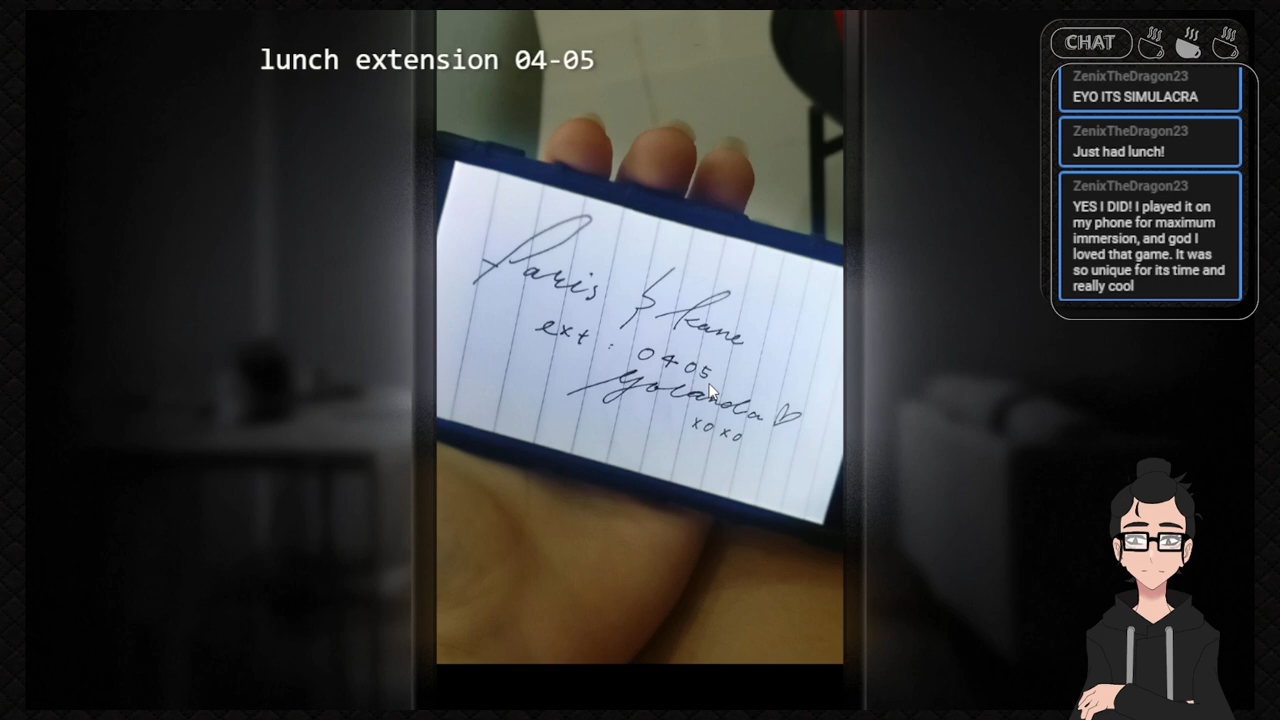 lunch extension 04-05
Paris & Kane
ext : 04-05
Yolanda ♡
xoxo
CHAT
ZenixTheDragon23
EYO ITS SIMULACRA
ZenixTheDragon23
Just had lunch!
ZenixTheDragon23
YES I DID! I played it on
my phone for maximum
immersion, and god I
loved that game. It was
so unique for its time and
really cool